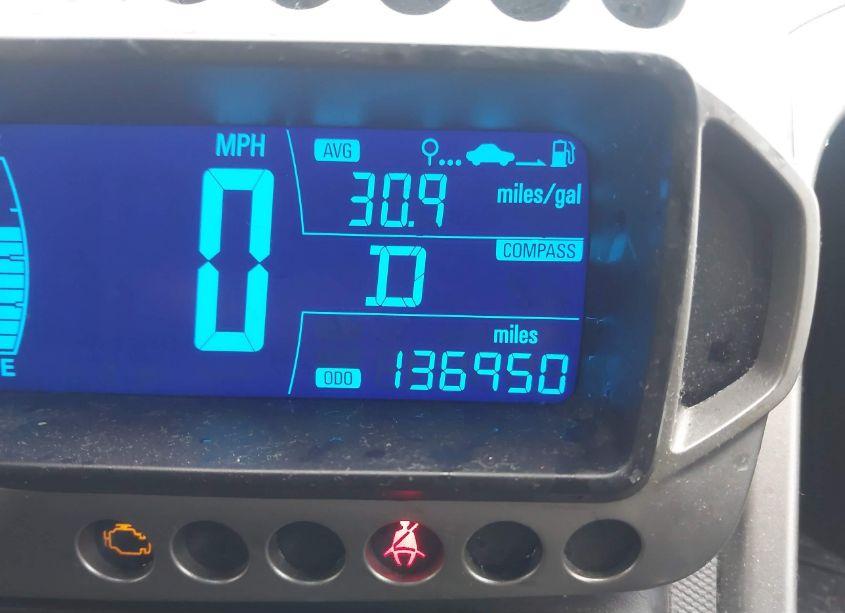 MPH
0
AVG
30.9 miles/gal
COMPASS
D
miles
ODO 136950
E